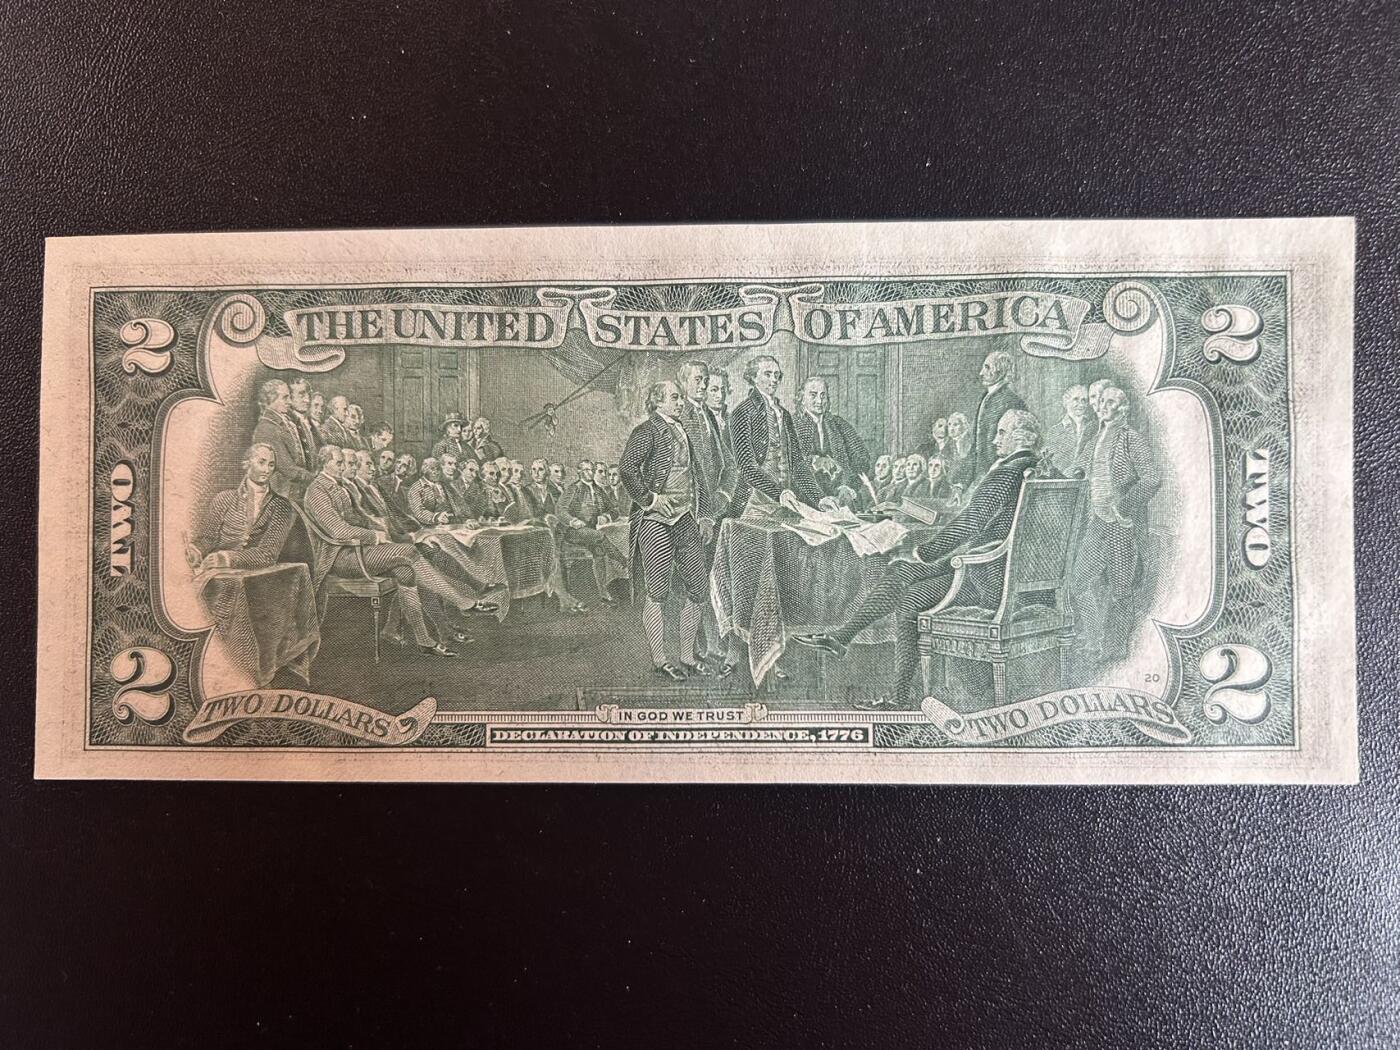 THE UNITED STATES OF AMERICA
2
2
TWO
TWO
20
2
2
TWO DOLLARS
IN GOD WE TRUST
TWO DOLLARS
DECLARATION OF INDEPENDENCE, 1776